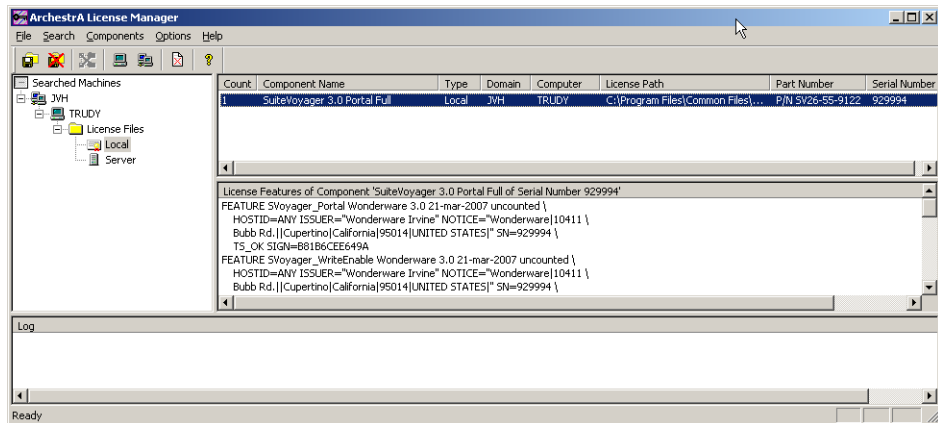 ArchestrA License Manager
File Search Components Options Help
Searched Machines
JVH
TRUDY
License Files
Local
Server
Count Component Name Type Domain Computer License Path Part Number Serial Number
1 SuiteVoyager 3.0 Portal Full Local JVH TRUDY C:\Program Files\Common Files\... P/N SV26-55-9122 929994
License Features of Component 'SuiteVoyager 3.0 Portal Full of Serial Number 929994'
FEATURE SVoyager_Portal Wonderware 3.0 21-mar-2007 uncounted \
HOSTID=ANY ISSUER="Wonderware Irvine" NOTICE="Wonderware|10411 \
Bubb Rd.||Cupertino|California|95014|UNITED STATES|" SN=929994 \
TS_OK SIGN=B81B6CEE649A
FEATURE SVoyager_WriteEnable Wonderware 3.0 21-mar-2007 uncounted \
HOSTID=ANY ISSUER="Wonderware Irvine" NOTICE="Wonderware|10411 \
Bubb Rd.||Cupertino|California|95014|UNITED STATES|" SN=929994 \
Log
Ready